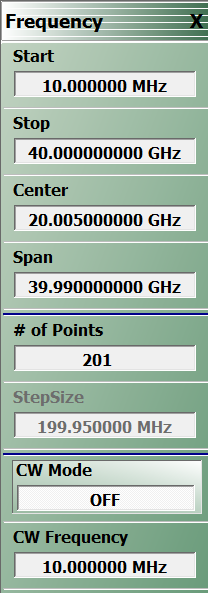 Frequency X
Start
10.000000 MHz
Stop
40.000000000 GHz
Center
20.005000000 GHz
Span
39.990000000 GHz
# of Points
201
StepSize
199.950000 MHz
CW Mode
OFF
CW Frequency
10.000000 MHz